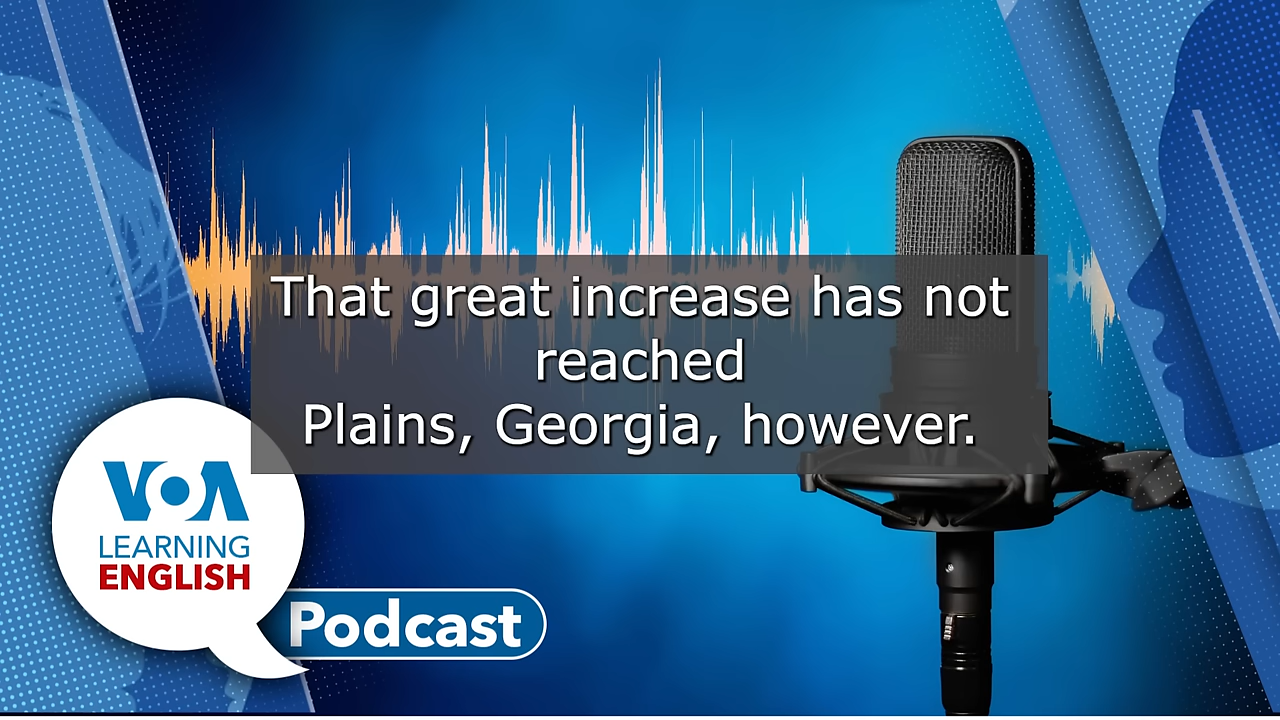 That great increase has not
reached
Plains, Georgia, however.
VOA
LEARNING
ENGLISH
Podcast